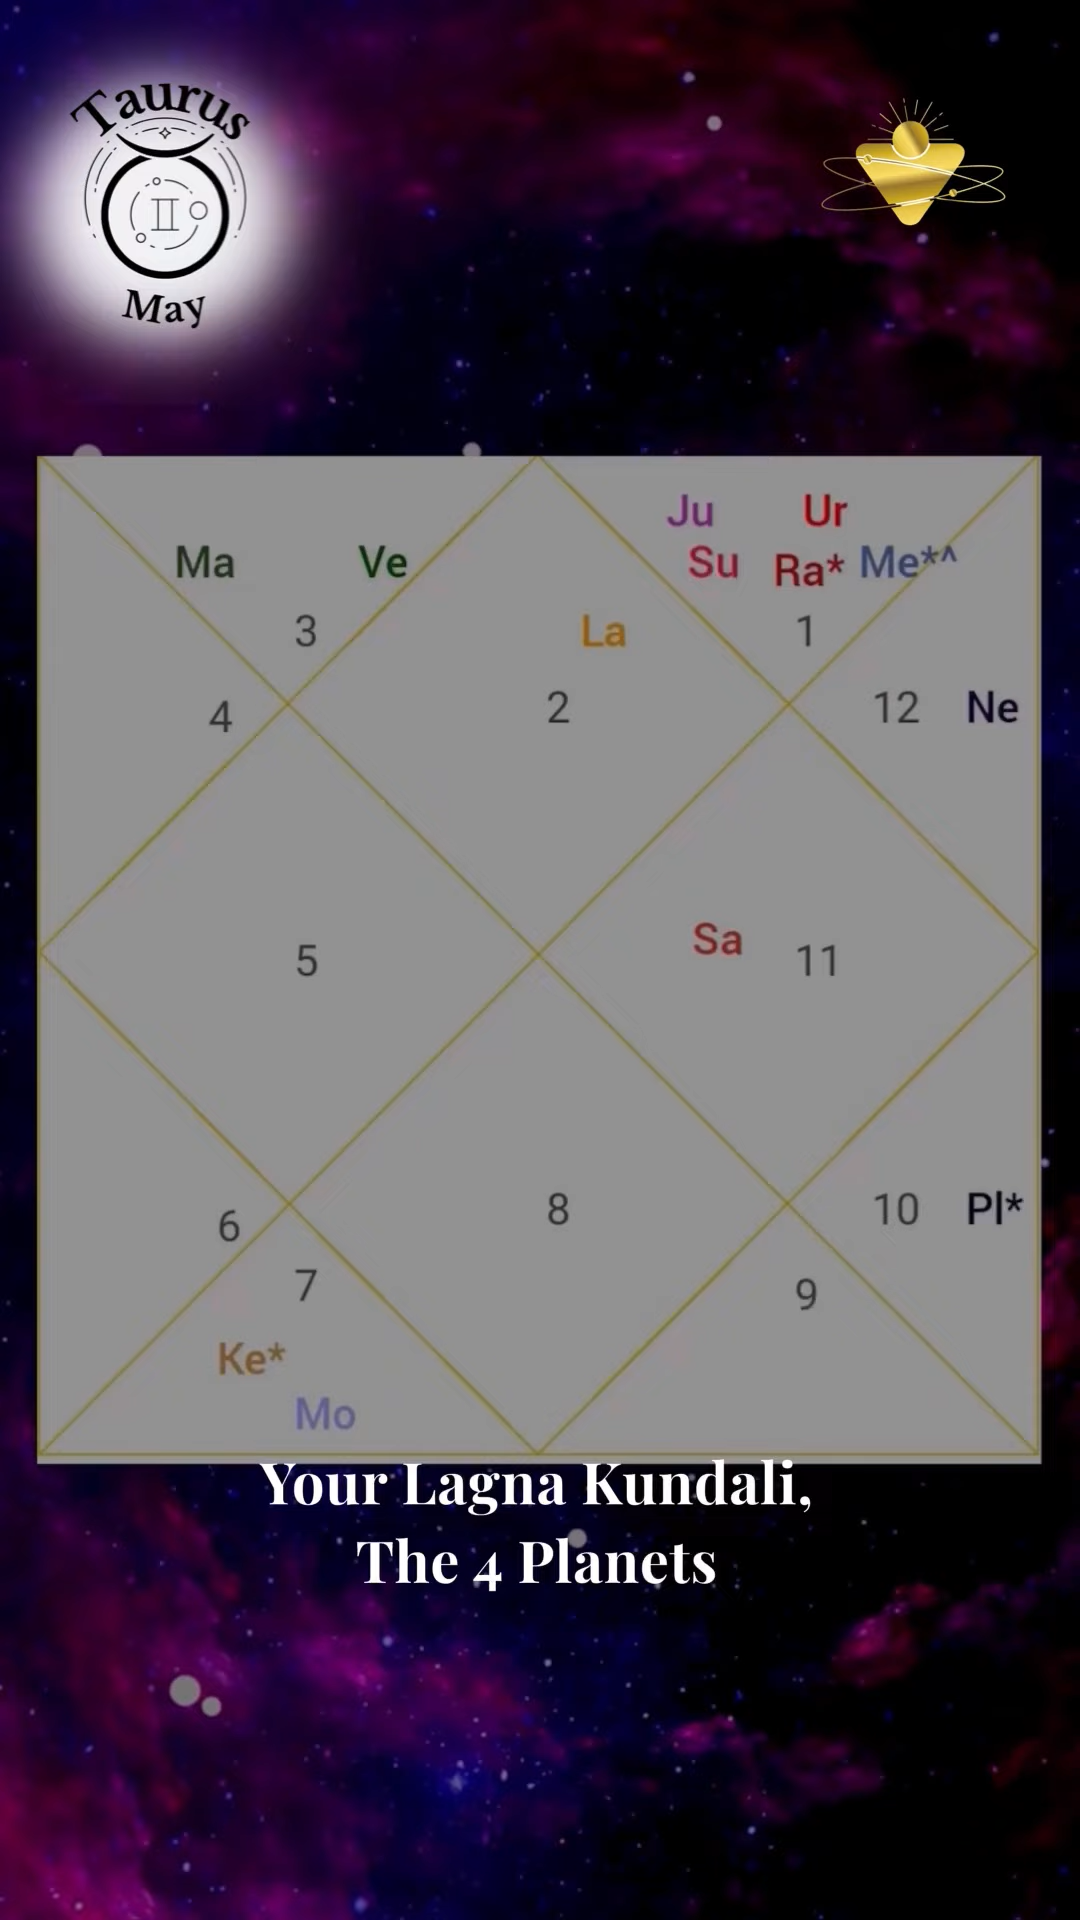 Taurus
♊
May
Ju Ur
Ma Ve Su Ra* Me*^
3 La 1
4 2 12 Ne
5 Sa 11
6 8 10 Pl*
7 9
Ke*
Mo
Your Lagna Kundali,
The 4 Planets